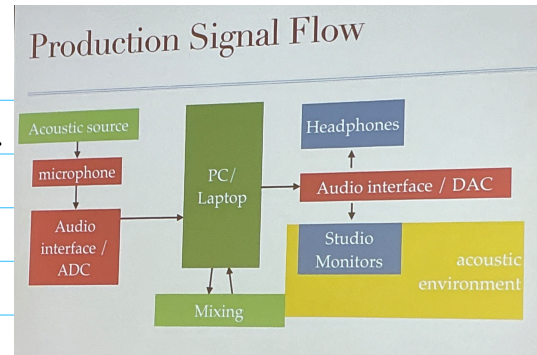 Production Signal Flow
Acoustic source
microphone
Audio
interface /
ADC
PC/
Laptop
Mixing
Headphones
Audio interface / DAC
Studio
Monitors
acoustic
environment